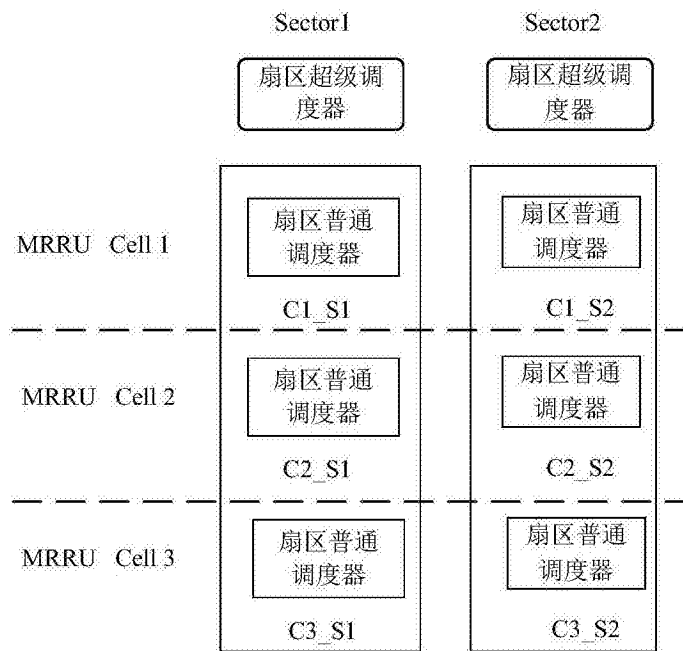 Sector1 Sector2
扇区超级调 扇区超级调
度器 度器
扇区普通 扇区普通
MRRU Cell 1 调度器 调度器
C1_S1 C1_S2
扇区普通 扇区普通
MRRU Cell 2 调度器 调度器
C2_S1 C2_S2
扇区普通 扇区普通
MRRU Cell 3 调度器 调度器
C3_S1 C3_S2